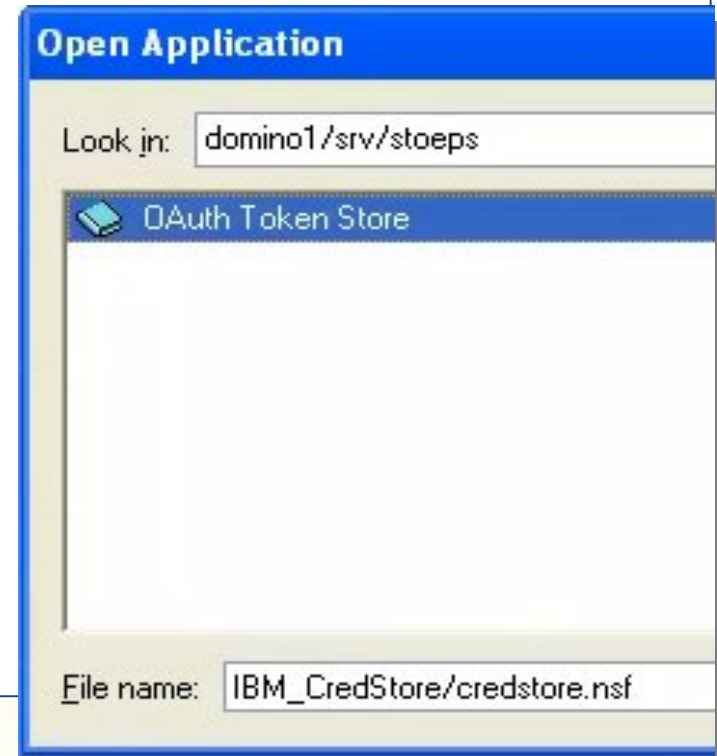 Open Application
Look in: domino1/srv/stoeps
OAuth Token Store
File name: IBM_CredStore/credstore.nsf